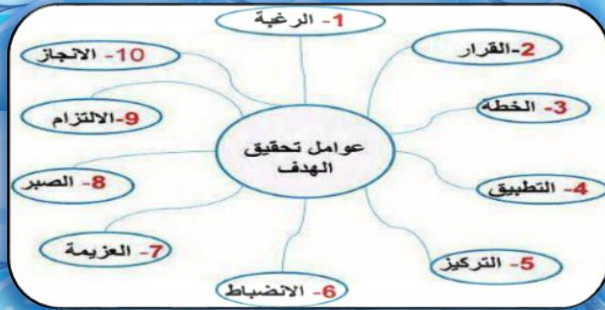 عوامل تحقيق
الهدف
1- الرغبة
2-القرار
3- الخطة
4- التطبيق
5- التركيز
6- الانضباط
7- العزيمة
8- الصبر
9-الالتزام
10- الانجاز